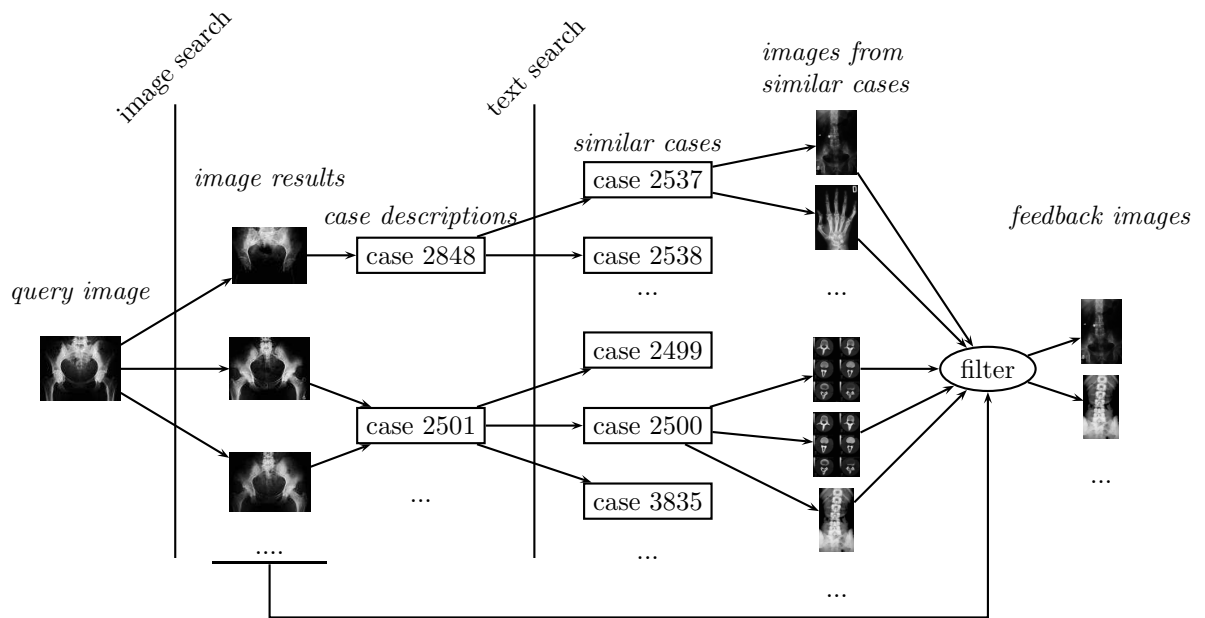 image search
text search
images from
similar cases
similar cases
image results
case 2537
case descriptions
feedback images
case 2848
case 2538
query image
...
...
case 2499
filter
case 2501
case 2500
case 3835
...
...
....
...
...